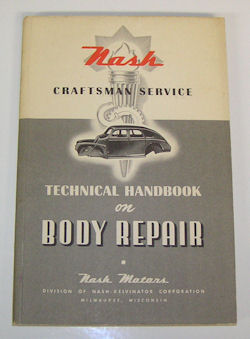 Nash
CRAFTSMAN SERVICE
TECHNICAL HANDBOOK
on
BODY REPAIR
Nash Motors
DIVISION OF NASH-KELVINATOR CORPORATION
MILWAUKEE, WISCONSIN